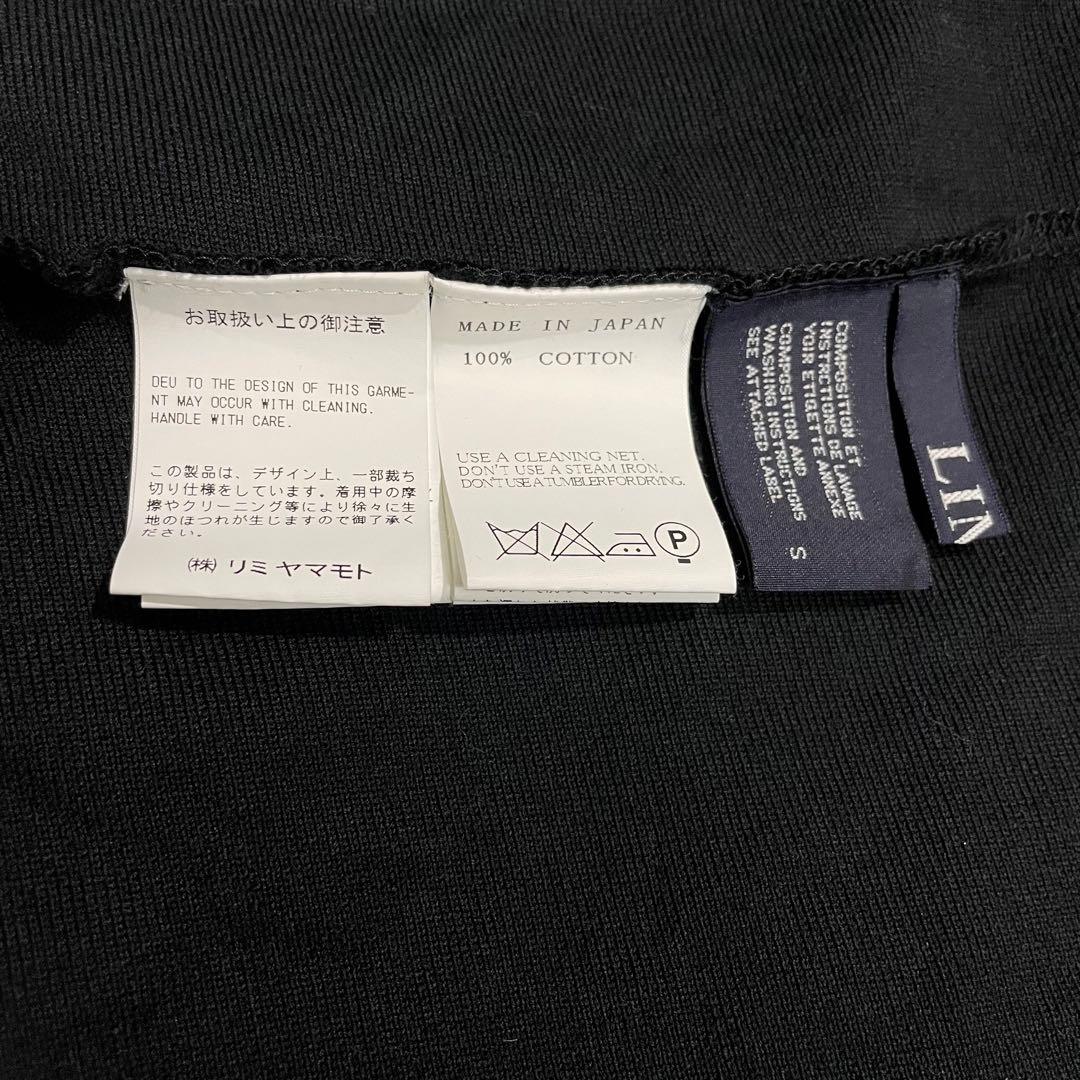 お取扱い上の御注意
DEU TO THE DESIGN OF THIS GARME-
NT MAY OCCUR WITH CLEANING.
HANDLE WITH CARE.
この製品は、デザイン上、一部裁ち
切り仕様をしています。着用中の摩
擦やクリーニング等により徐々に生
地のほつれが生じますので御了承く
ださい。
㈱ リミ ヤマモト
MADE IN JAPAN
100% COTTON
USE A CLEANING NET.
DON'T USE A STEAM IRON.
DON'T USE A TUMBLER FOR DRYING.
P
COMPOSITION ET
INSTRCTIONS DE LAVAGE
VOIR ETIQUETTE ANNEXE
COMPOSITION AND
WASHING INSTRUCTIONS
SEE ATTACHED LABEL
S
LIM